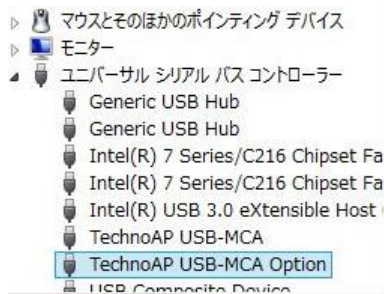 マウスとそのほかのポインティング デバイス
モニター
ユニバーサル シリアル バス コントローラー
Generic USB Hub
Generic USB Hub
Intel(R) 7 Series/C216 Chipset Fa
Intel(R) 7 Series/C216 Chipset Fa
Intel(R) USB 3.0 eXtensible Host
TechnoAP USB-MCA
TechnoAP USB-MCA Option
USB Composite Device